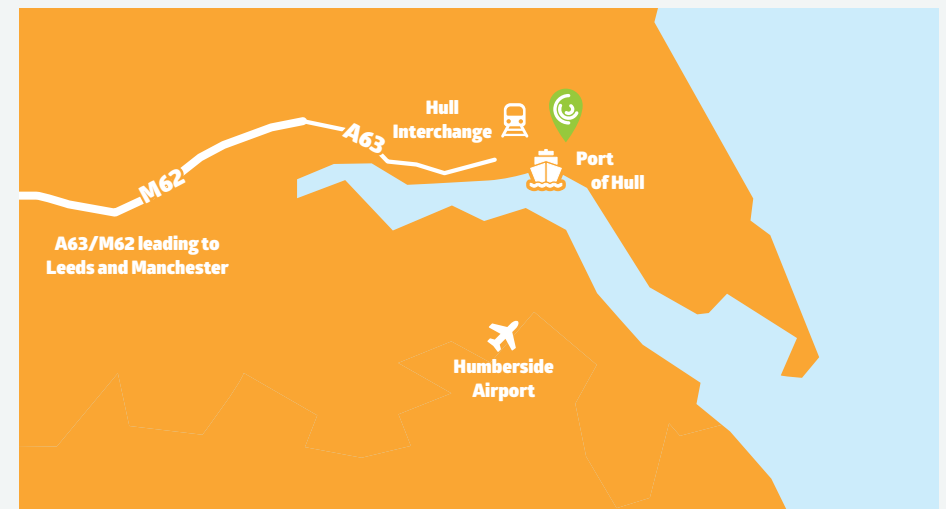 Hull
Interchange
A63
Port
of Hull
M62
A63/M62 leading to
Leeds and Manchester
Humberside
Airport